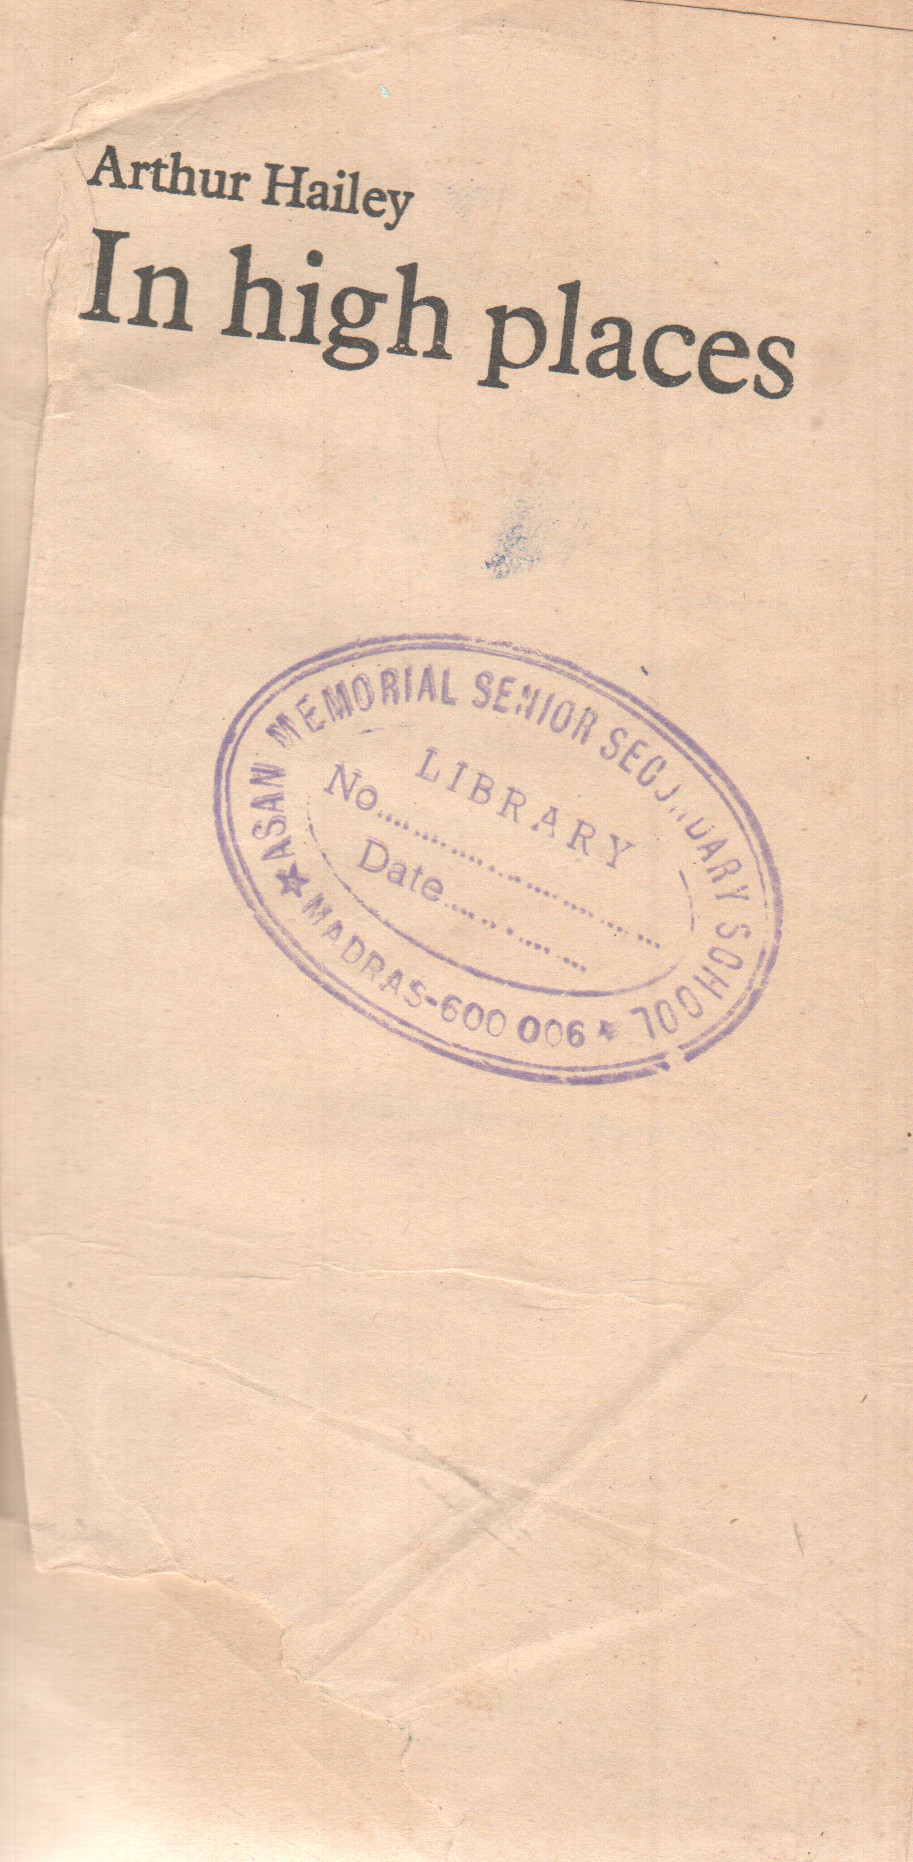 Arthur Hailey
In high places
ASAN MEMORIAL SENIOR SECONDARY SCHOOL
LIBRARY
No.
Date
MADRAS-600 006